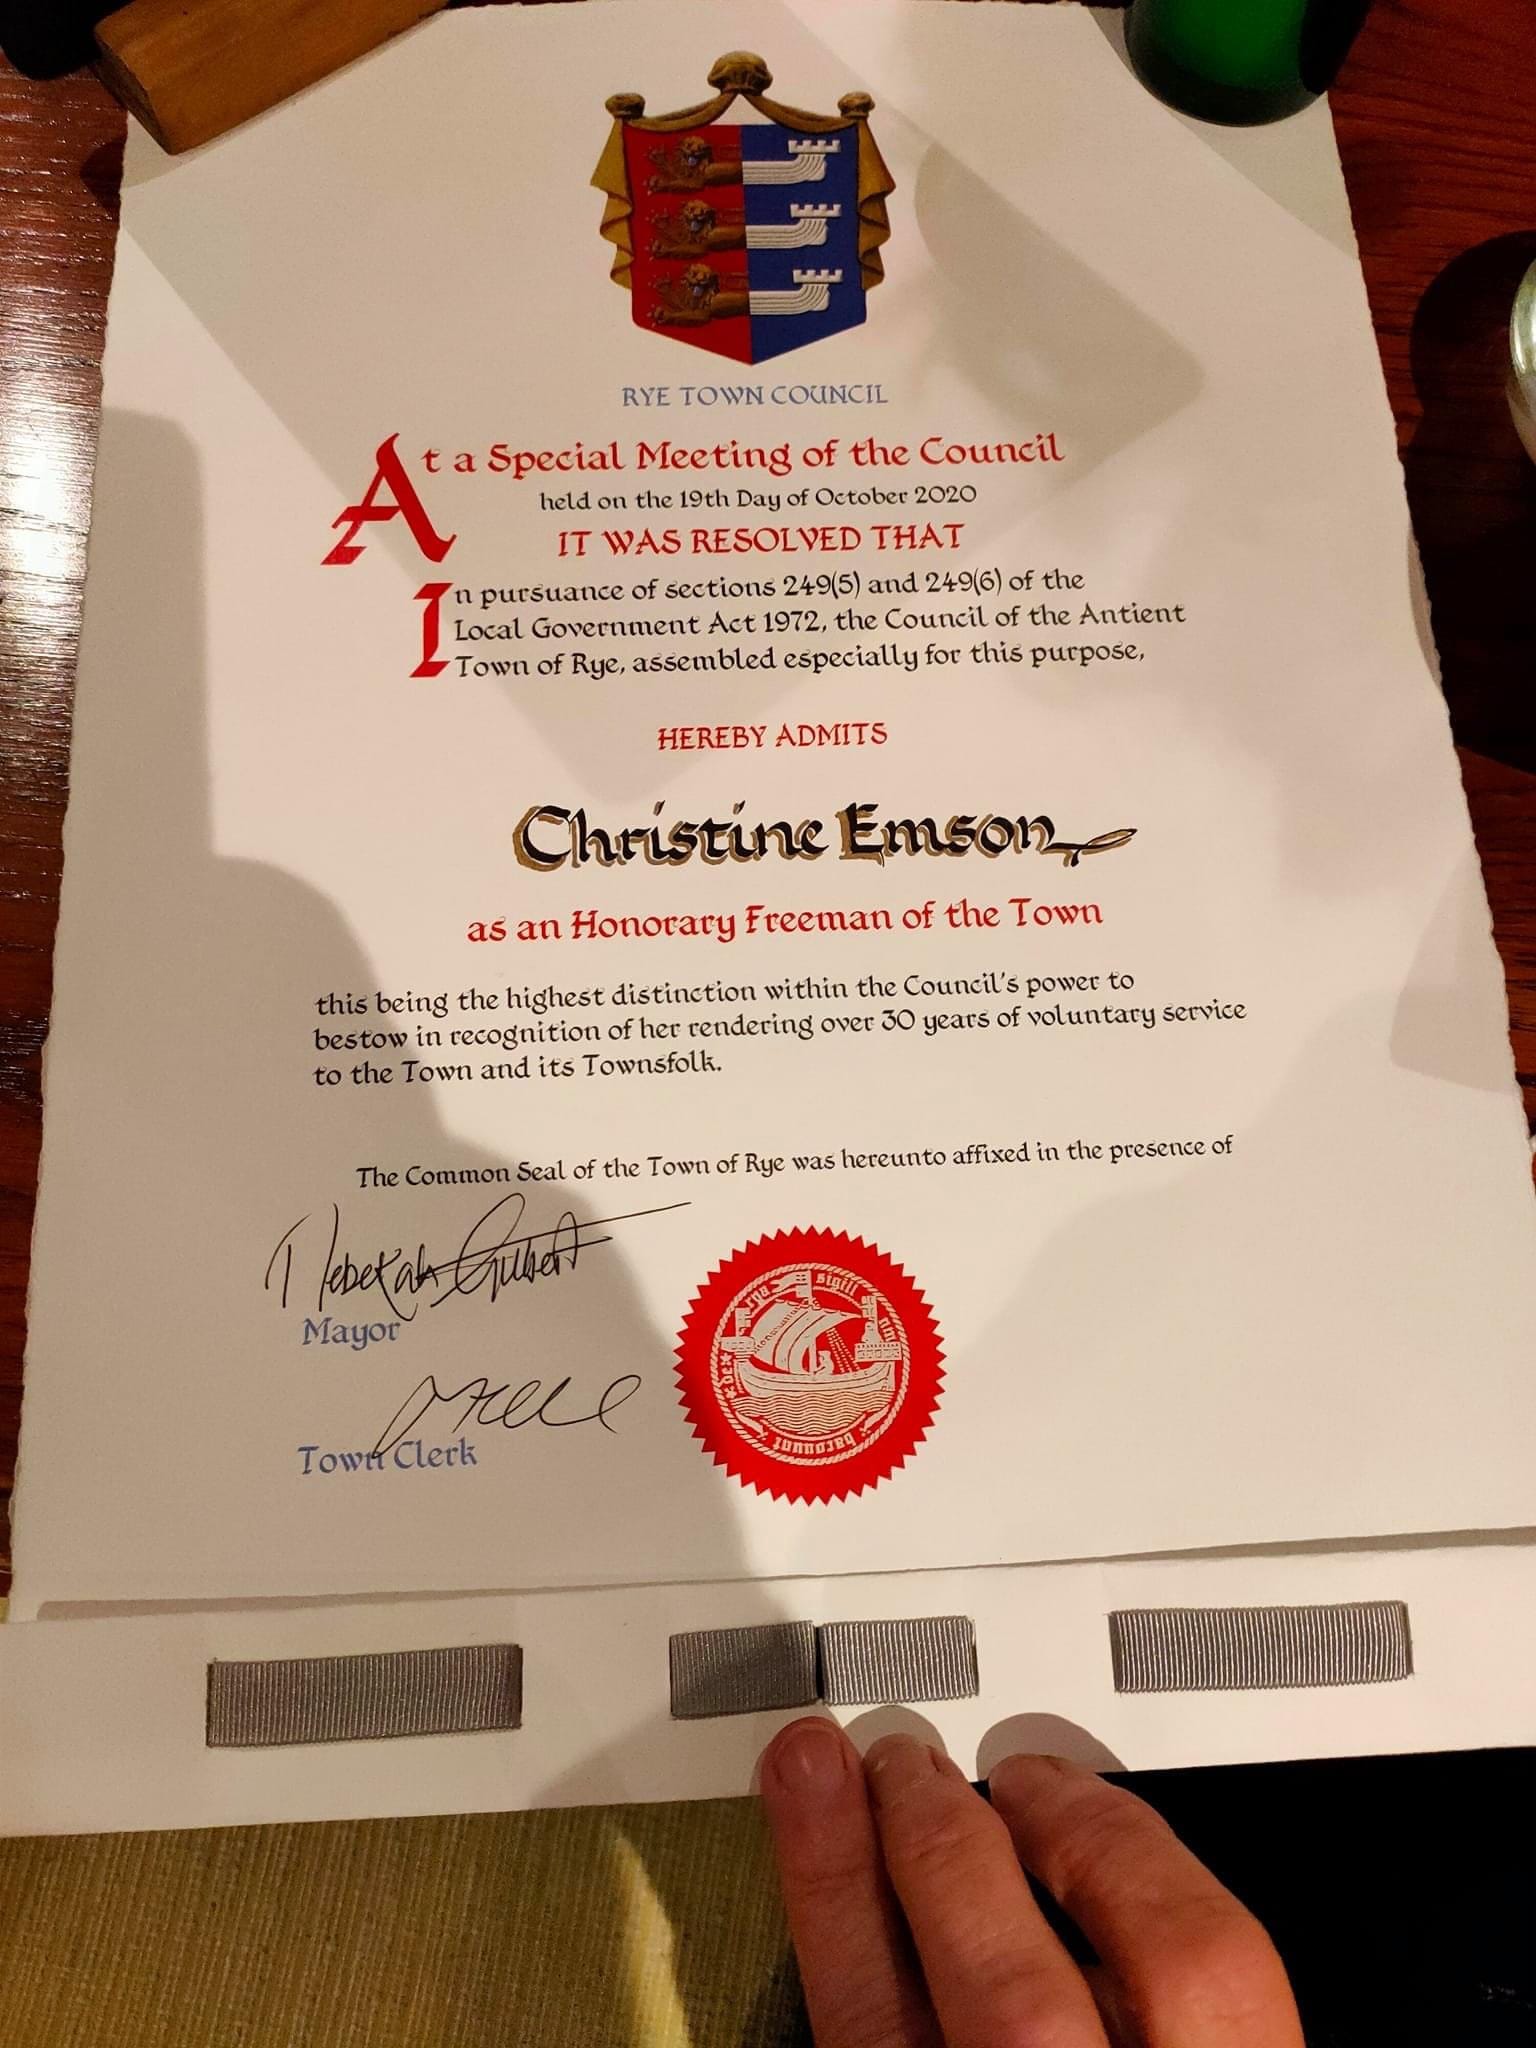 RYE TOWN COUNCIL
At a Special Meeting of the Council
held on the 19th Day of October 2020
IT WAS RESOLVED THAT
In pursuance of sections 249(5) and 249(6) of the
Local Government Act 1972, the Council of the Antient
Town of Rye, assembled especially for this purpose,
HEREBY ADMITS
Christine Emson
as an Honorary Freeman of the Town
this being the highest distinction within the Council's power to
bestow in recognition of her rendering over 30 years of voluntary service
to the Town and its Townsfolk.
The Common Seal of the Town of Rye was hereunto affixed in the presence of
Rebekah Gilbert
Mayor
Town Clerk
sigill